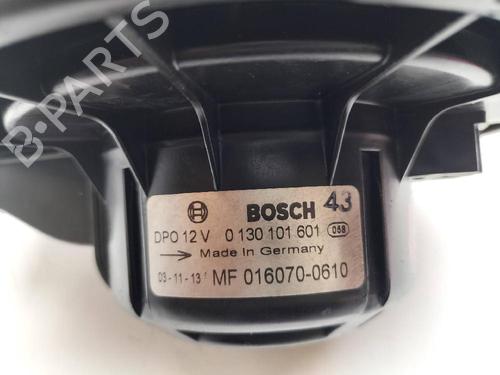 B-PARTS
BOSCH 43
DPO 12 V 0 130 101 601 058
Made In Germany
03-11-13 MF 016070-0610